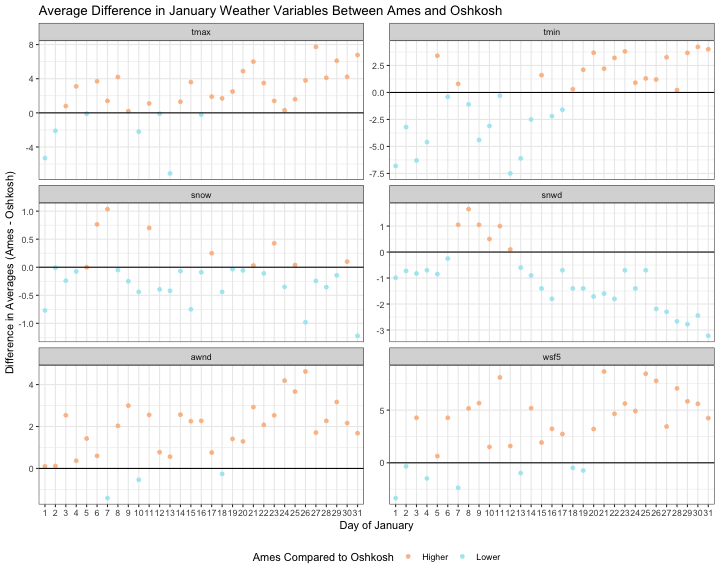 Average Difference in January Weather Variables Between Ames and Oshkosh
tmax
tmin
8
4
0
-4
2.5
0.0
-2.5
-5.0
-7.5
snow
snwd
1.0
0.5
0.0
-0.5
-1.0
1
0
-1
-2
-3
awnd
wsf5
4
2
0
5
0
Difference in Averages (Ames - Oshkosh)
1 2 3 4 5 6 7 8 9 10 11 12 13 14 15 16 17 18 19 20 21 22 23 24 25 26 27 28 29 30 31
1 2 3 4 5 6 7 8 9 10 11 12 13 14 15 16 17 18 19 20 21 22 23 24 25 26 27 28 29 30 31
Day of January
Ames Compared to Oshkosh Higher Lower